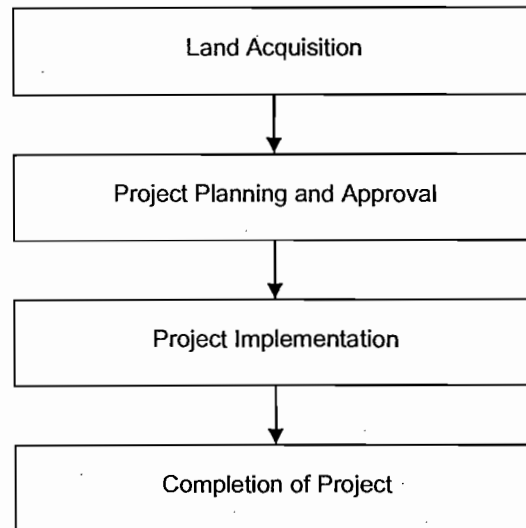 Land Acquisition
Project Planning and Approval
Project Implementation
Completion of Project